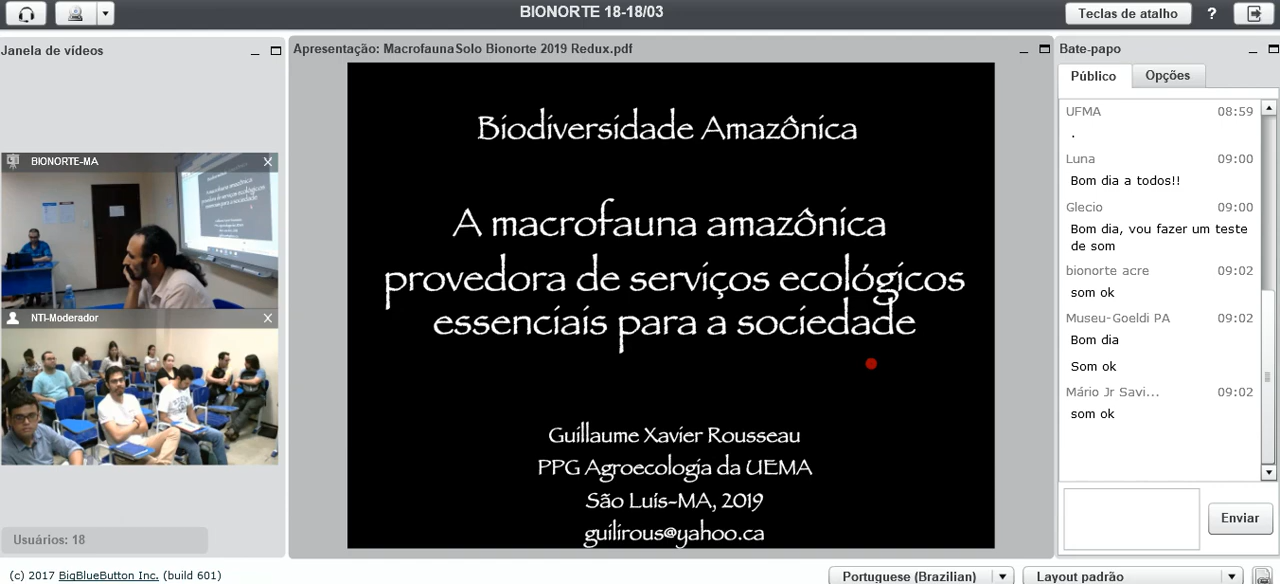 BIONORTE 18-18/03
Teclas de atalho
?
Janela de vídeos
BIONORTE-MA
NTI-Moderador
Usuários: 18
Apresentação: MacrofaunaSolo Bionorte 2019 Redux.pdf
Biodiversidade Amazônica
A macrofauna amazônica
provedora de serviços ecológicos
essenciais para a sociedade
Guillaume Xavier Rousseau
PPG Agroecologia da UEMA
São Luís-MA, 2019
guilirous@yahoo.ca
Bate-papo
Público
Opções
UFMA 08:59
.
Luna 09:00
Bom dia a todos!!
Glecio 09:00
Bom dia, vou fazer um teste
de som
bionorte acre 09:02
som ok
Museu-Goeldi PA 09:02
Bom dia
Som ok
Mário Jr Savi... 09:02
som ok
Enviar
(c) 2017 BigBlueButton Inc. (build 601)
Portuguese (Brazilian)
Layout padrão